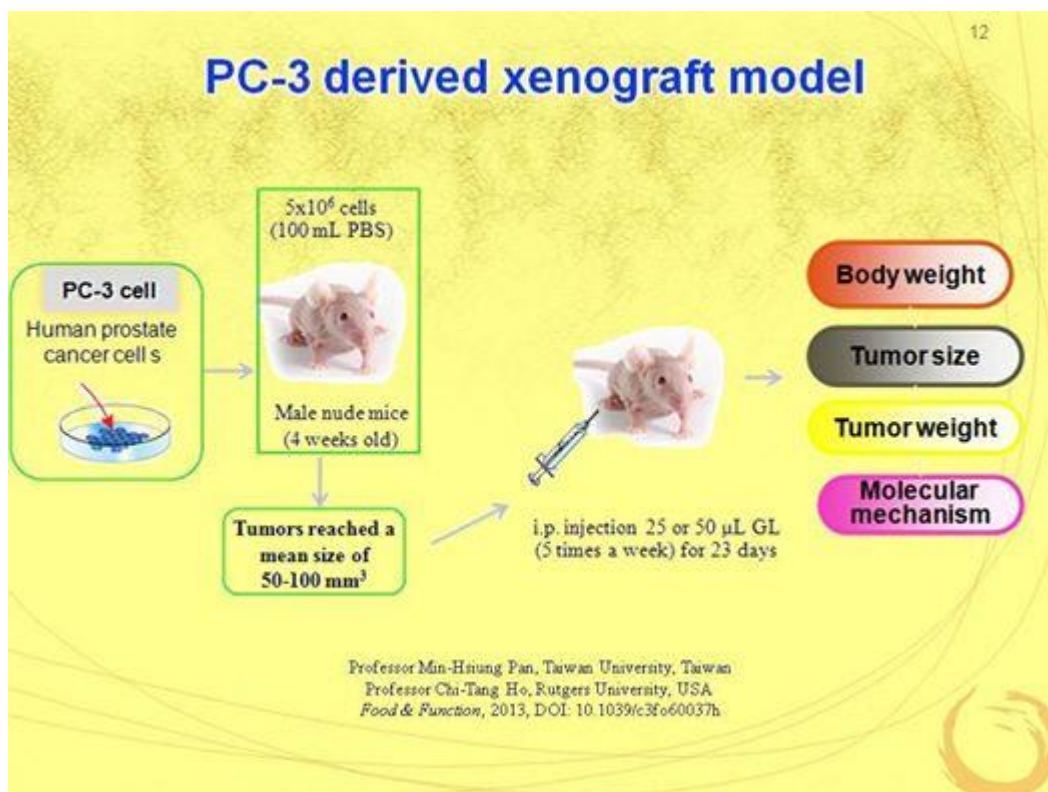 12
PC-3 derived xenograft model
PC-3 cell
Human prostate
cancer cell s
5x10⁶ cells
(100 mL PBS)
Male nude mice
(4 weeks old)
Tumors reached a
mean size of
50-100 mm³
i.p. injection 25 or 50 μL GL
(5 times a week) for 23 days
Body weight
Tumor size
Tumor weight
Molecular
mechanism
Professor Min-Hsiung Pan, Taiwan University, Taiwan
Professor Chi-Tang Ho, Rutgers University, USA
Food & Function, 2013, DOI: 10.1039/c3fo60037h